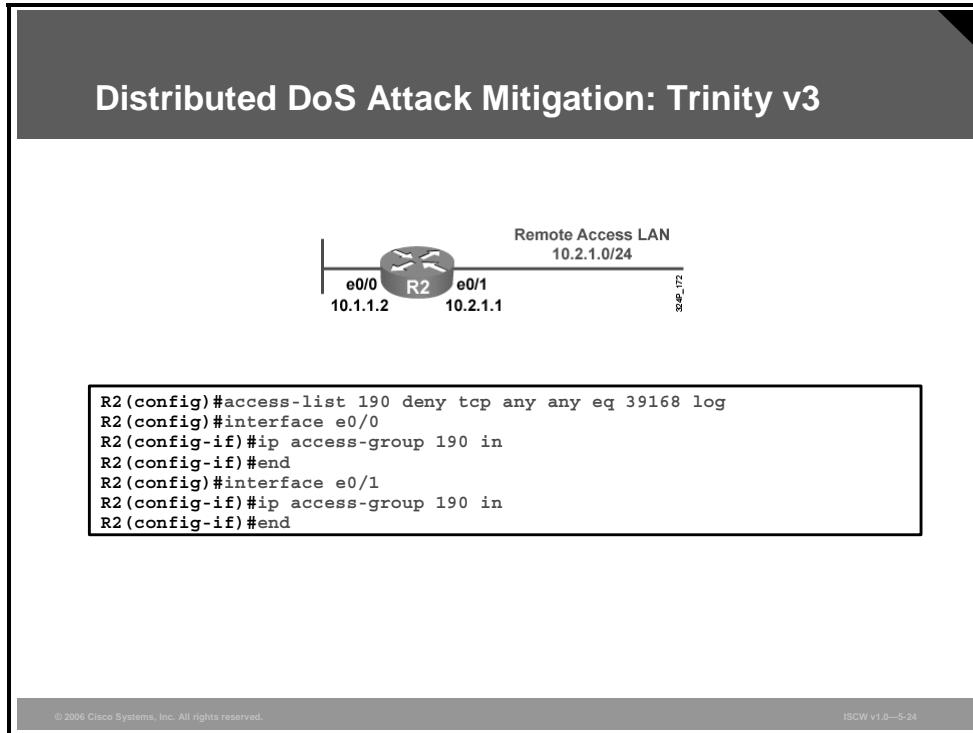 Distributed DoS Attack Mitigation: Trinity v3
Remote Access LAN
10.2.1.0/24
e0/0
R2
e0/1
10.1.1.2
10.2.1.1
324P_172
R2(config)#access-list 190 deny tcp any any eq 39168 log
R2(config)#interface e0/0
R2(config-if)#ip access-group 190 in
R2(config-if)#end
R2(config)#interface e0/1
R2(config-if)#ip access-group 190 in
R2(config-if)#end
© 2006 Cisco Systems, Inc. All rights reserved.
ISCW v1.0—5-24